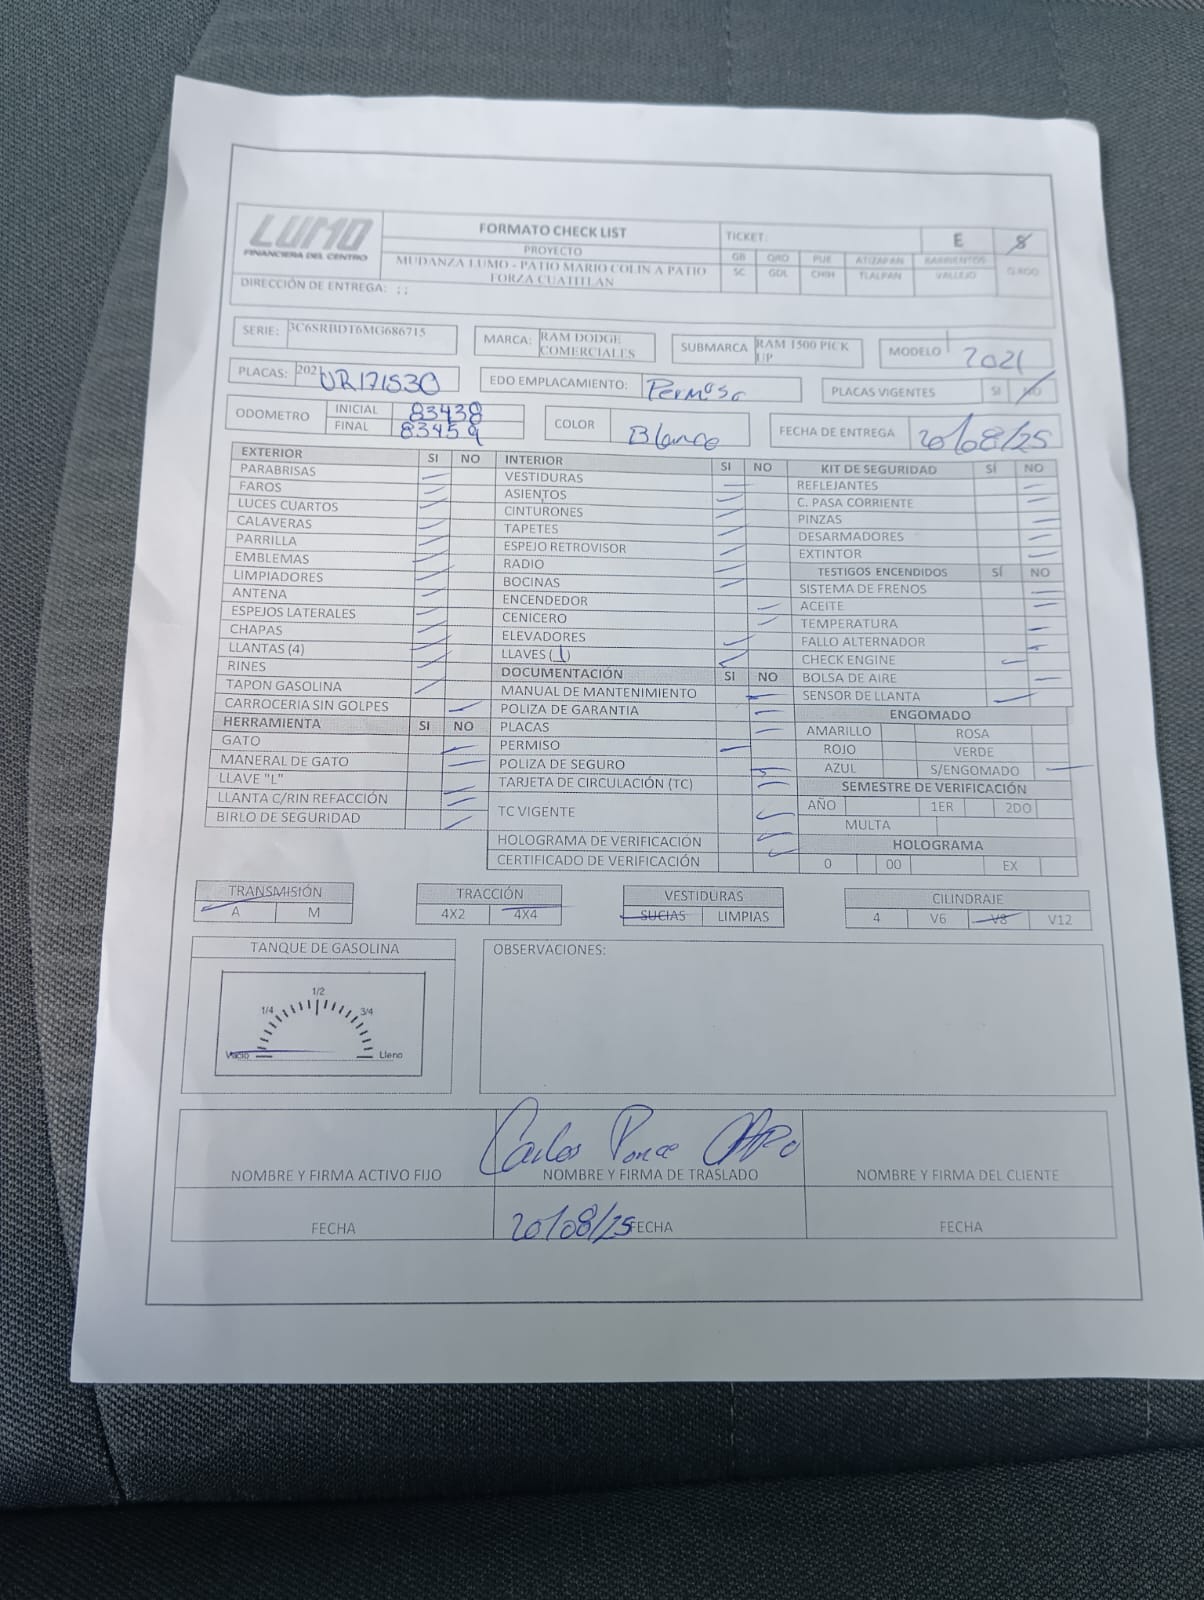 LUMO
FINANCIERA DEL CENTRO
FORMATO CHECK LIST
PROYECTO
MUDANZA LUMO - PATIO MARIO COLIN A PATIO
FORZA CUATITLAN
TICKET: E S
GB QRO PUE ATIZAPAN BARRIENTOS
SC GDL CHIH TLALPAN VALLEJO
DIRECCIÓN DE ENTREGA: ; ;
SERIE: 3C6SRBDT6MG686715 MARCA: RAM DODGE COMERCIALES SUBMARCA RAM 1500 PICK UP MODELO 2021
PLACAS: 2021 UR171S30 EDO EMPLACAMIENTO: Permiso PLACAS VIGENTES SI NO
ODOMETRO INICIAL 83438
FINAL 83459
COLOR Blanco FECHA DE ENTREGA 20/08/25
EXTERIOR SI NO
PARABRISAS
FAROS
LUCES CUARTOS
CALAVERAS
PARRILLA
EMBLEMAS
LIMPIADORES
ANTENA
ESPEJOS LATERALES
CHAPAS
LLANTAS (4)
RINES
TAPON GASOLINA
CARROCERIA SIN GOLPES
HERRAMIENTA SI NO
GATO
MANERAL DE GATO
LLAVE "L"
LLANTA C/RIN REFACCIÓN
BIRLO DE SEGURIDAD
INTERIOR SI NO
VESTIDURAS
ASIENTOS
CINTURONES
TAPETES
ESPEJO RETROVISOR
RADIO
BOCINAS
ENCENDEDOR
CENICERO
ELEVADORES
LLAVES (1)
DOCUMENTACIÓN SI NO
MANUAL DE MANTENIMIENTO
POLIZA DE GARANTIA
PLACAS
PERMISO
POLIZA DE SEGURO
TARJETA DE CIRCULACIÓN (TC)
TC VIGENTE
HOLOGRAMA DE VERIFICACIÓN
CERTIFICADO DE VERIFICACIÓN
KIT DE SEGURIDAD SÍ NO
REFLEJANTES
C. PASA CORRIENTE
PINZAS
DESARMADORES
EXTINTOR
TESTIGOS ENCENDIDOS SÍ NO
SISTEMA DE FRENOS
ACEITE
TEMPERATURA
FALLO ALTERNADOR
CHECK ENGINE
BOLSA DE AIRE
SENSOR DE LLANTA
ENGOMADO
AMARILLO ROSA
ROJO VERDE
AZUL S/ENGOMADO
SEMESTRE DE VERIFICACIÓN
AÑO 1ER 2DO
MULTA
HOLOGRAMA
0 00 EX
TRANSMISIÓN
A M
TRACCIÓN
4X2 4X4
VESTIDURAS
SUCIAS LIMPIAS
CILINDRAJE
4 V6 V8 V12
TANQUE DE GASOLINA
1/4 1/2 3/4
Vacio Lleno
OBSERVACIONES:
Carlos Ponce
NOMBRE Y FIRMA ACTIVO FIJO NOMBRE Y FIRMA DE TRASLADO NOMBRE Y FIRMA DEL CLIENTE
FECHA 20/08/25 FECHA FECHA